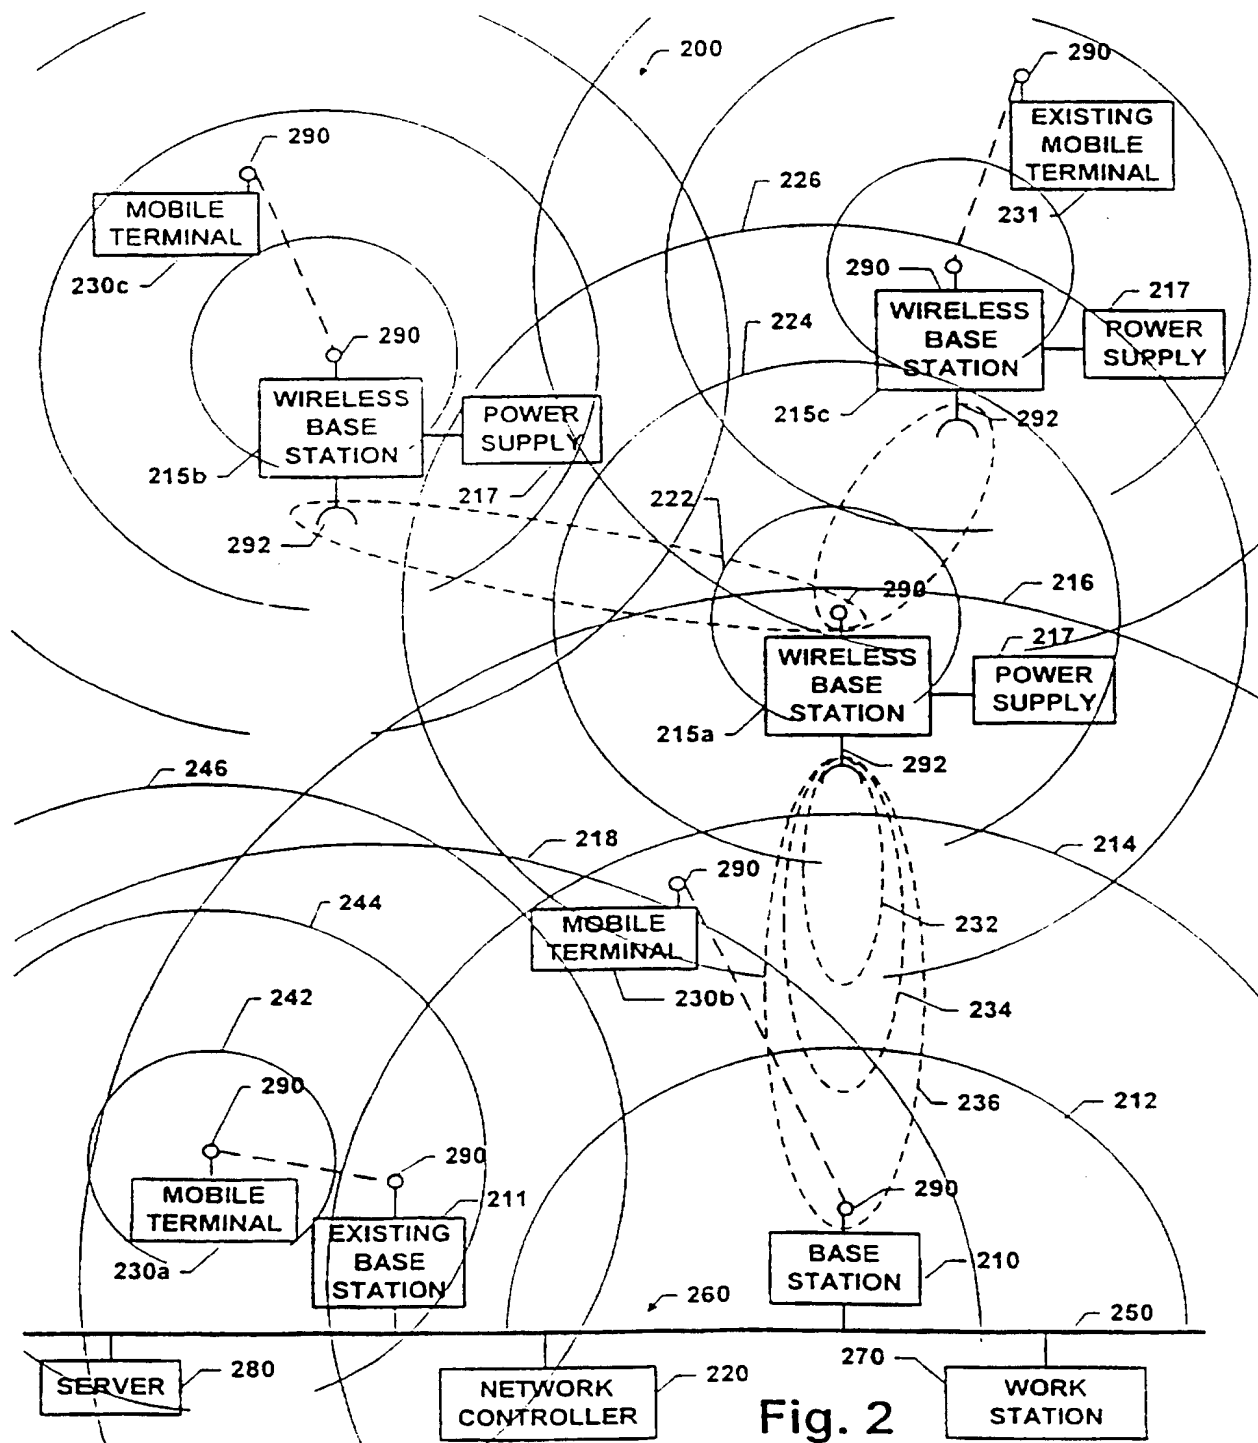 200
290
EXISTING
MOBILE
TERMINAL
231
290
MOBILE
TERMINAL
230c
226
290
WIRELESS
BASE
STATION
215c
217
POWER
SUPPLY
224
290
WIRELESS
BASE
STATION
215b
POWER
SUPPLY
217
292
292
222
290
216
WIRELESS
BASE
STATION
215a
217
POWER
SUPPLY
292
246
218
214
290
244
MOBILE
TERMINAL
230b
232
234
242
236
212
290
MOBILE
TERMINAL
230a
290
211
EXISTING
BASE
STATION
290
BASE
STATION
210
260
250
SERVER
280
NETWORK
CONTROLLER
220
270
WORK
STATION
Fig. 2